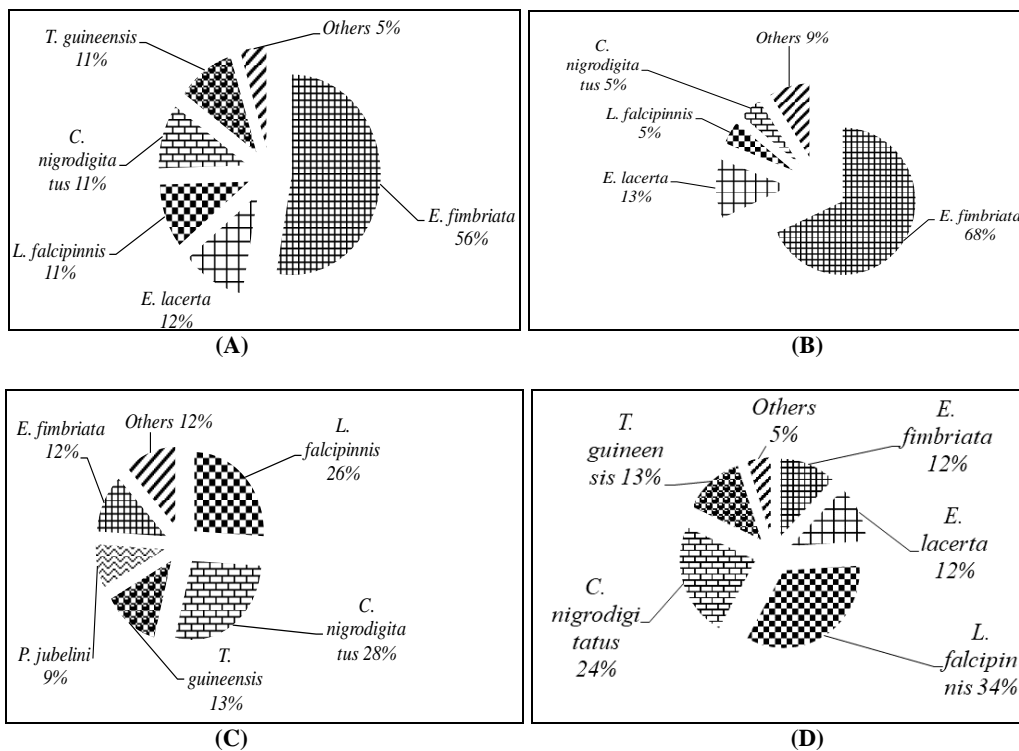 T. guineensis
11%
Others 5%
C.
nigrodigita
tus 11%
L. falcipinnis
11%
E. lacerta
12%
E. fimbriata
56%
(A)
Others 9%
C.
nigrodigita
tus 5%
L. falcipinnis
5%
E. lacerta
13%
E. fimbriata
68%
(B)
E. fimbriata
12%
Others 12%
L.
falcipinnis
26%
P. jubelini
9%
T.
guineensis
13%
C.
nigrodigita
tus 28%
(C)
T.
guineen
sis 13%
Others
5%
E.
fimbriata
12%
E.
lacerta
12%
C.
nigrodigi
tatus
24%
L.
falcipin
nis 34%
(D)